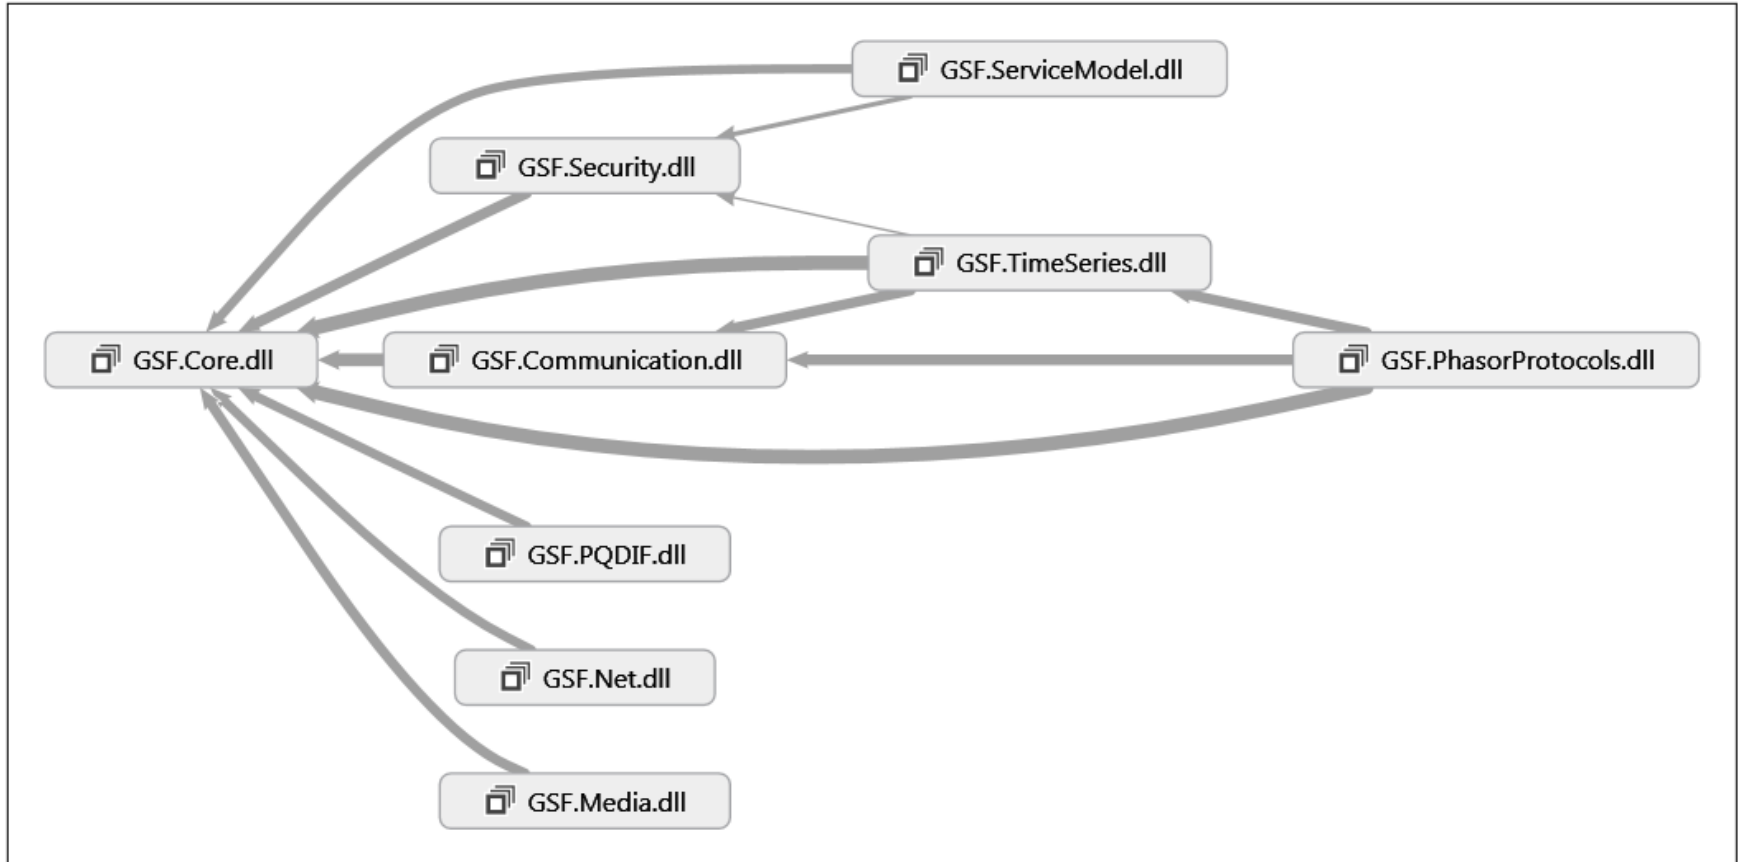 GSF.ServiceModel.dll
GSF.Security.dll
GSF.TimeSeries.dll
GSF.Core.dll
GSF.Communication.dll
GSF.PhasorProtocols.dll
GSF.PQDIF.dll
GSF.Net.dll
GSF.Media.dll